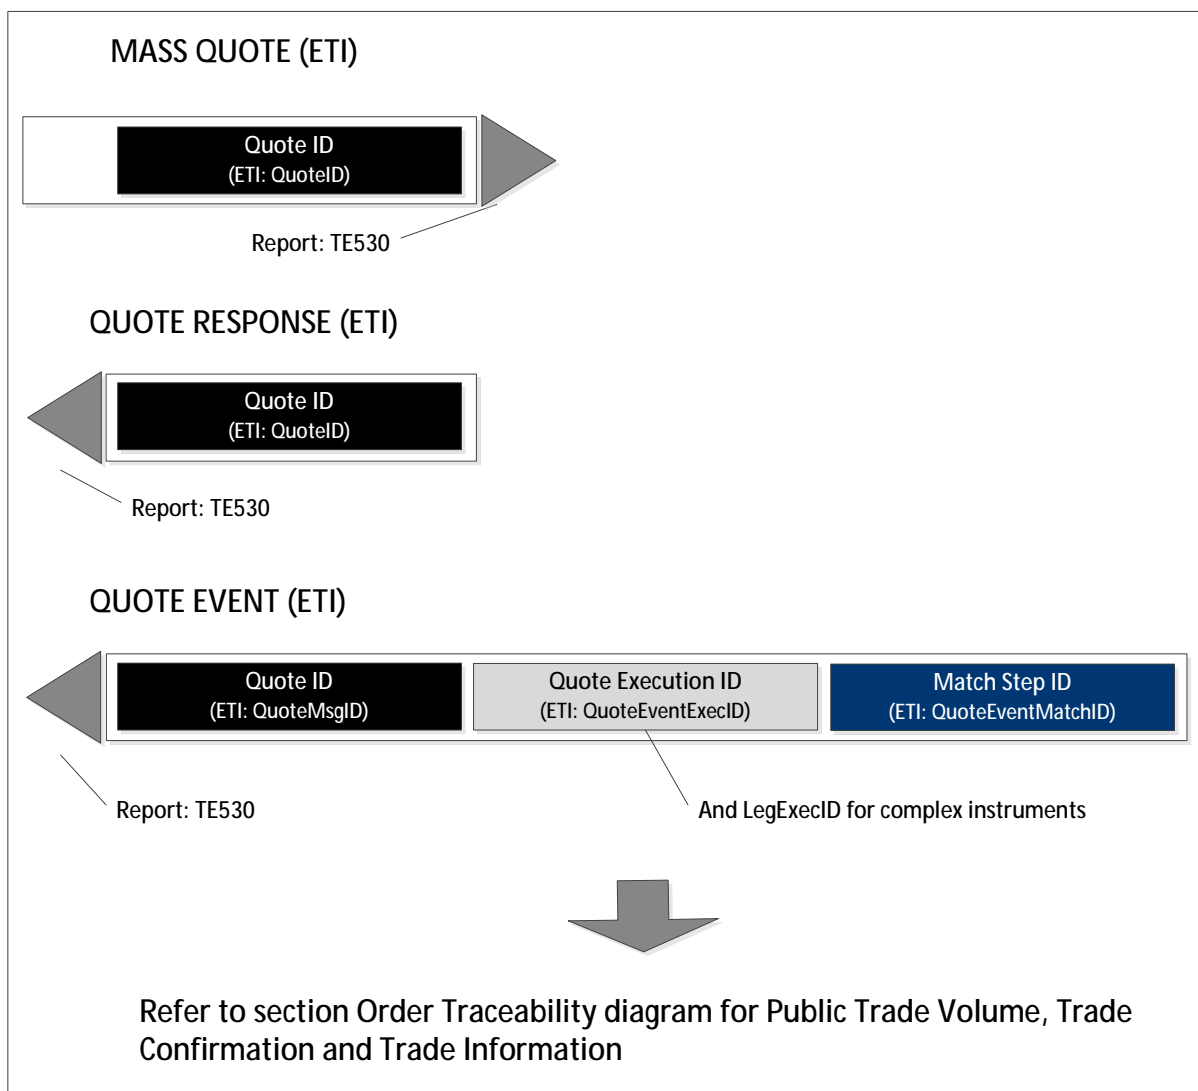 MASS QUOTE (ETI)
Quote ID
(ETI: QuoteID)
Report: TE530
QUOTE RESPONSE (ETI)
Quote ID
(ETI: QuoteID)
Report: TE530
QUOTE EVENT (ETI)
Quote ID
(ETI: QuoteMsgID)
Quote Execution ID
(ETI: QuoteEventExecID)
Match Step ID
(ETI: QuoteEventMatchID)
Report: TE530
And LegExecID for complex instruments
Refer to section Order Traceability diagram for Public Trade Volume, Trade
Confirmation and Trade Information